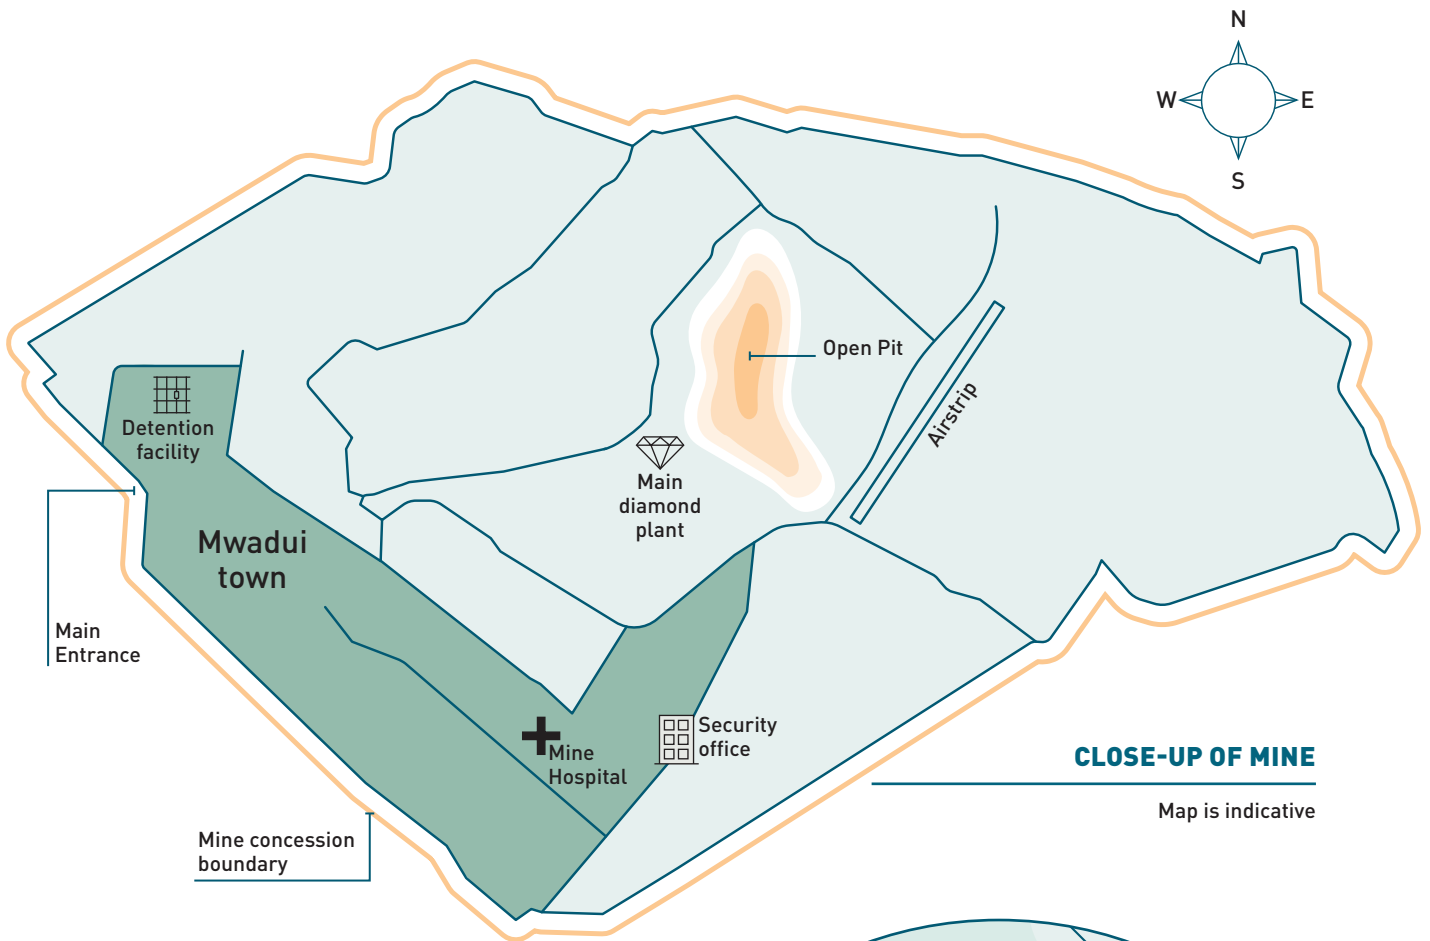 N
W
E
S
Open Pit
Airstrip
Detention
facility
Main
diamond
plant
Mwadui
town
Main
Entrance
Security
office
Mine
Hospital
CLOSE-UP OF MINE
Map is indicative
Mine concession
boundary